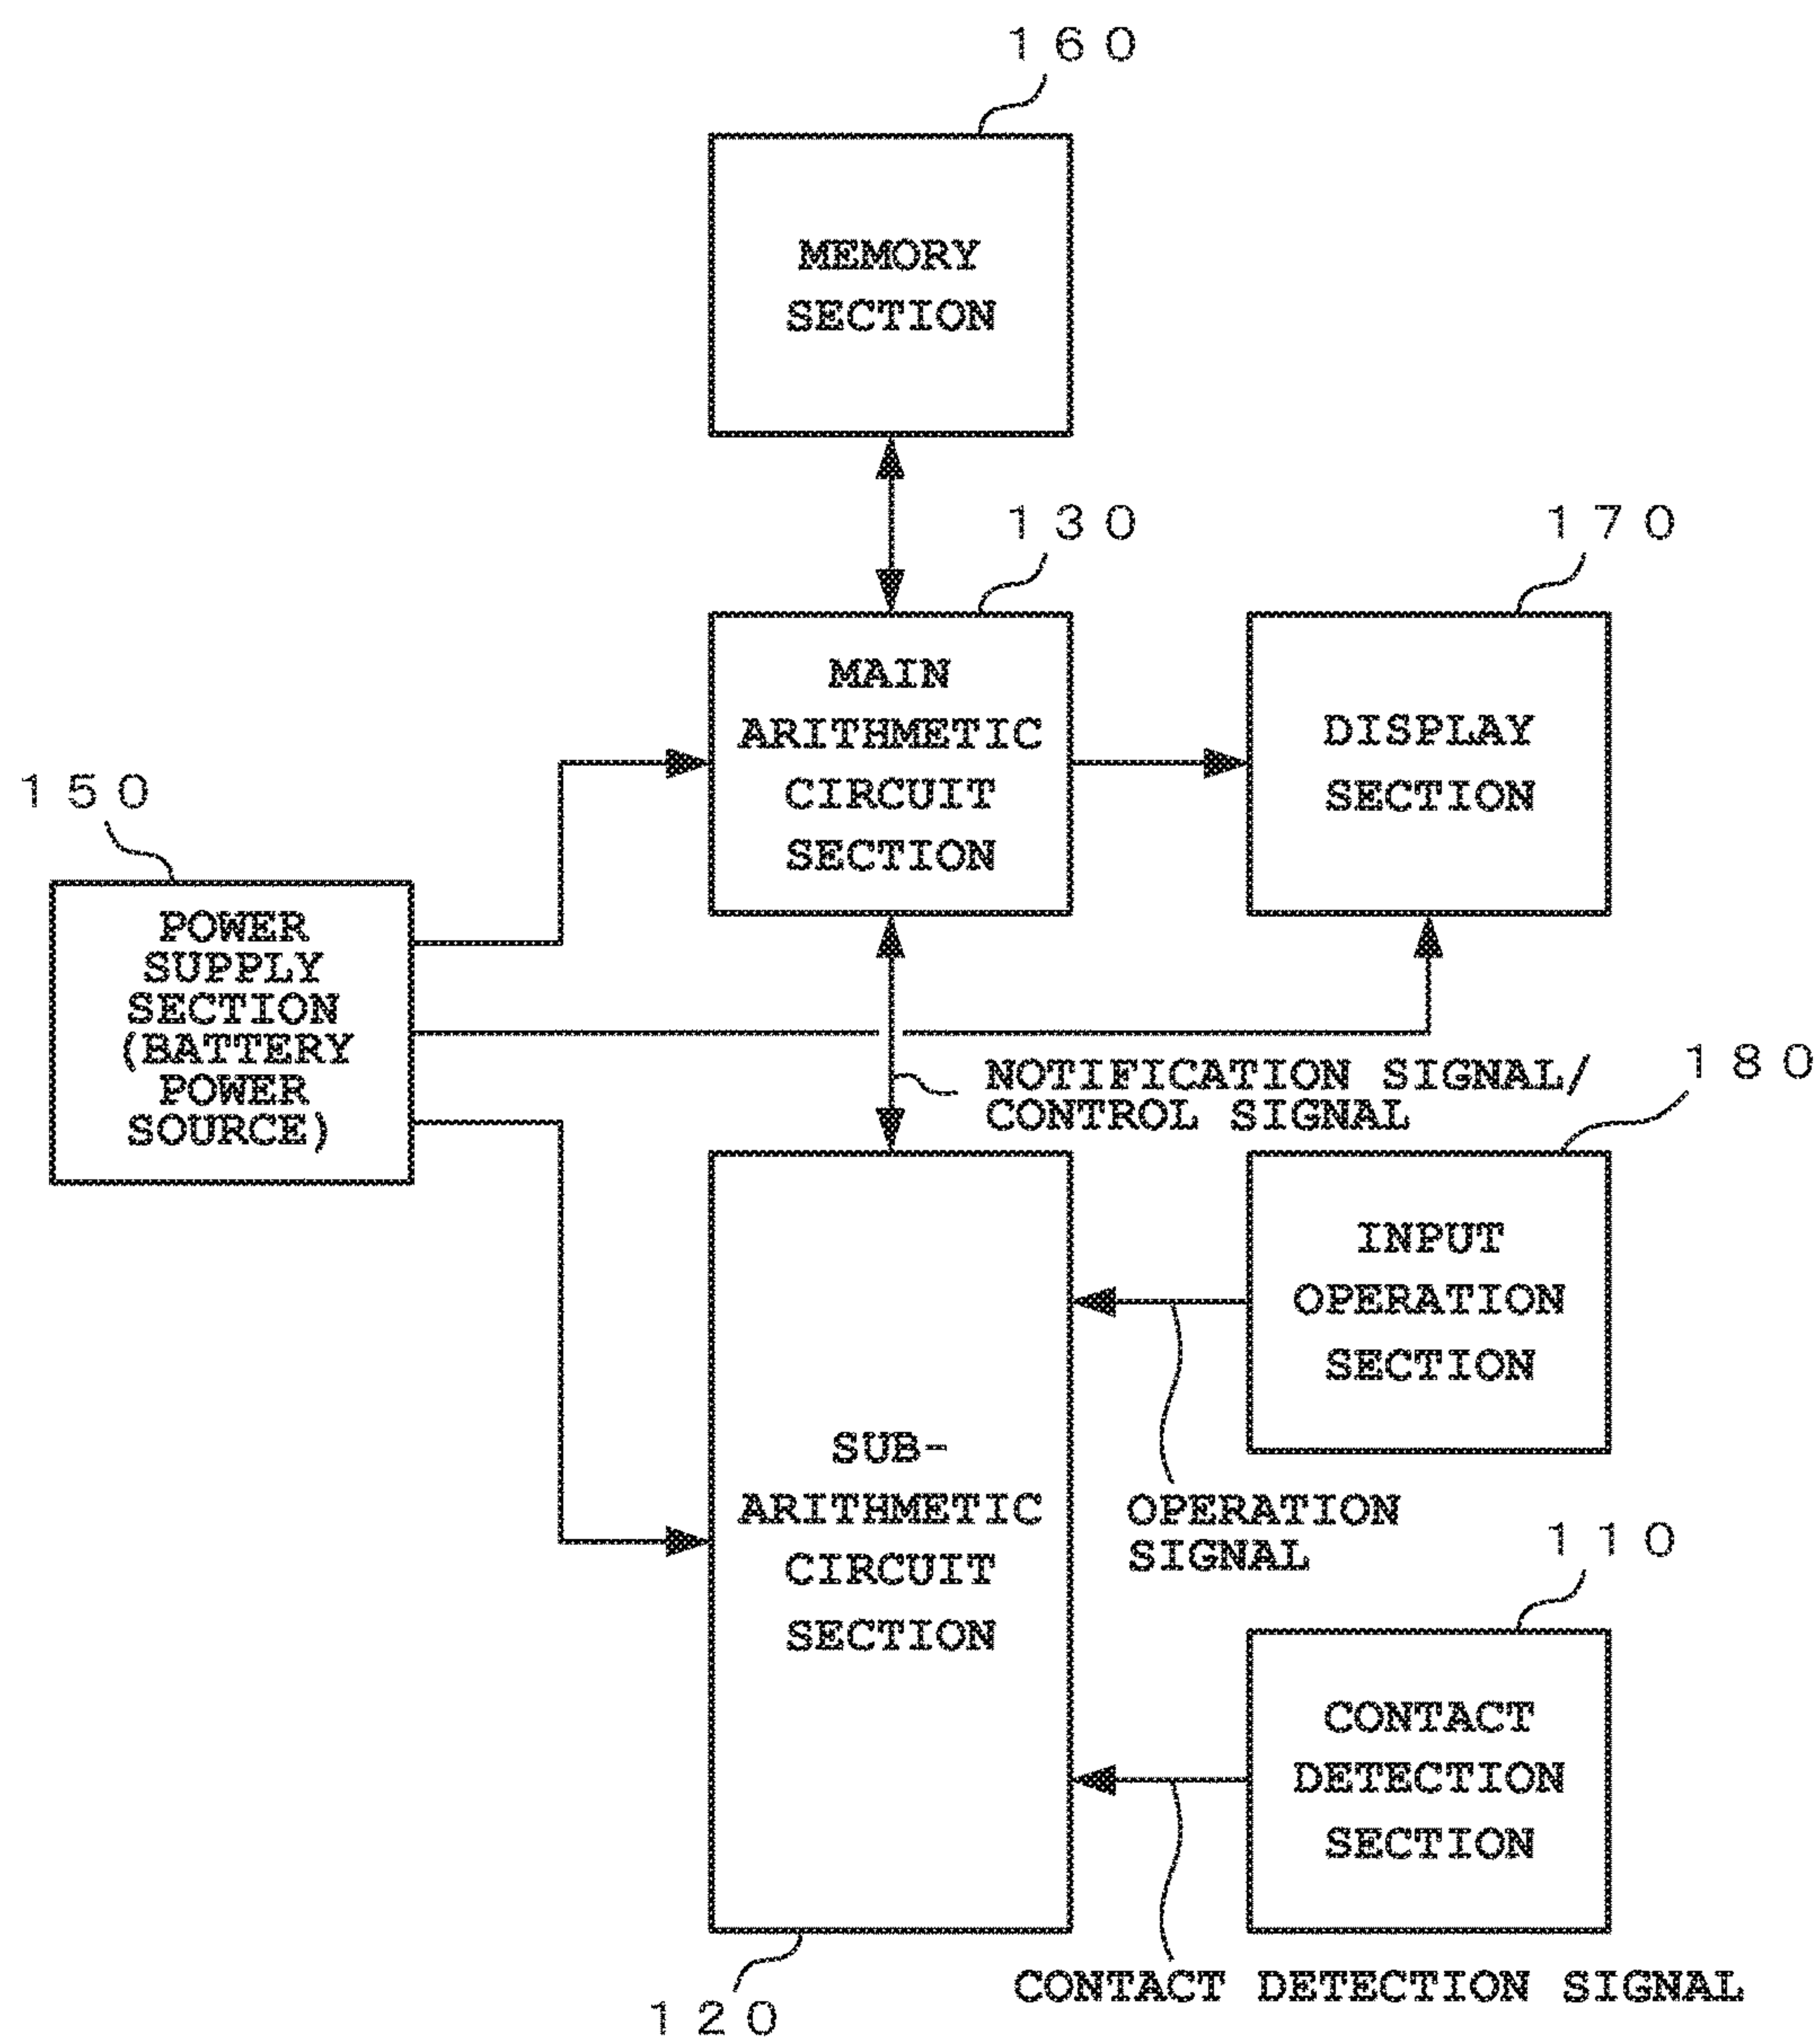 160
MEMORY
SECTION
130
170
MAIN
ARITHMETIC
CIRCUIT
SECTION
DISPLAY
SECTION
150
POWER
SUPPLY
SECTION
(BATTERY
POWER
SOURCE)
NOTIFICATION SIGNAL/
CONTROL SIGNAL
180
INPUT
OPERATION
SECTION
SUB-
ARITHMETIC
CIRCUIT
SECTION
OPERATION
SIGNAL
110
CONTACT
DETECTION
SECTION
CONTACT DETECTION SIGNAL
120